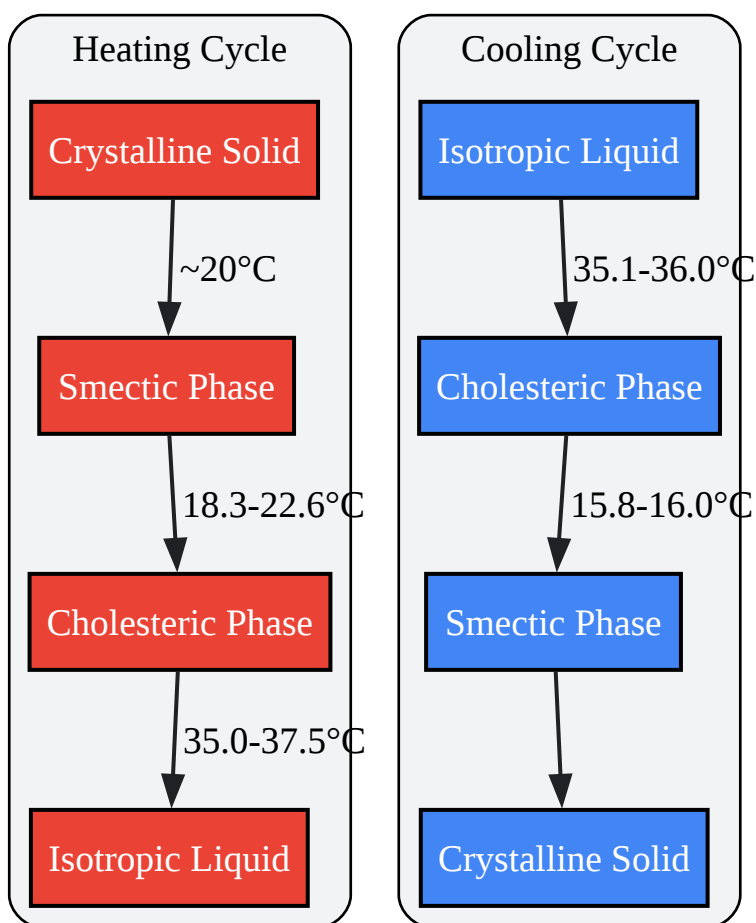 Heating Cycle
Crystalline Solid
~20°C
Smectic Phase
18.3-22.6°C
Cholesteric Phase
35.0-37.5°C
Isotropic Liquid
Cooling Cycle
Isotropic Liquid
35.1-36.0°C
Cholesteric Phase
15.8-16.0°C
Smectic Phase
Crystalline Solid